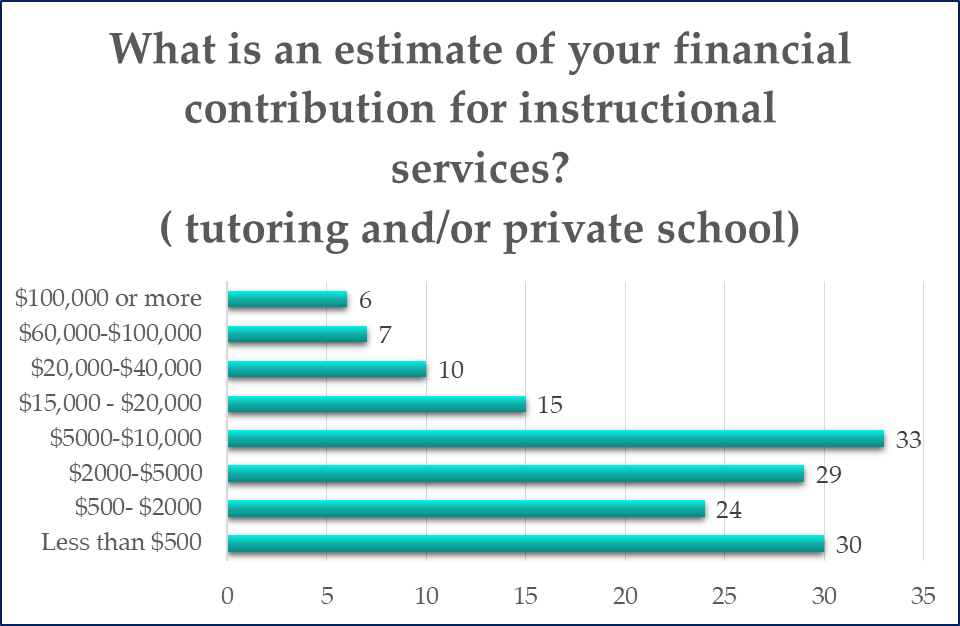 What is an estimate of your financial
contribution for instructional
services?
( tutoring and/or private school)
$100,000 or more 6
$60,000-$100,000 7
$20,000-$40,000 10
$15,000 - $20,000 15
$5000-$10,000 33
$2000-$5000 29
$500- $2000 24
Less than $500 30
0 5 10 15 20 25 30 35